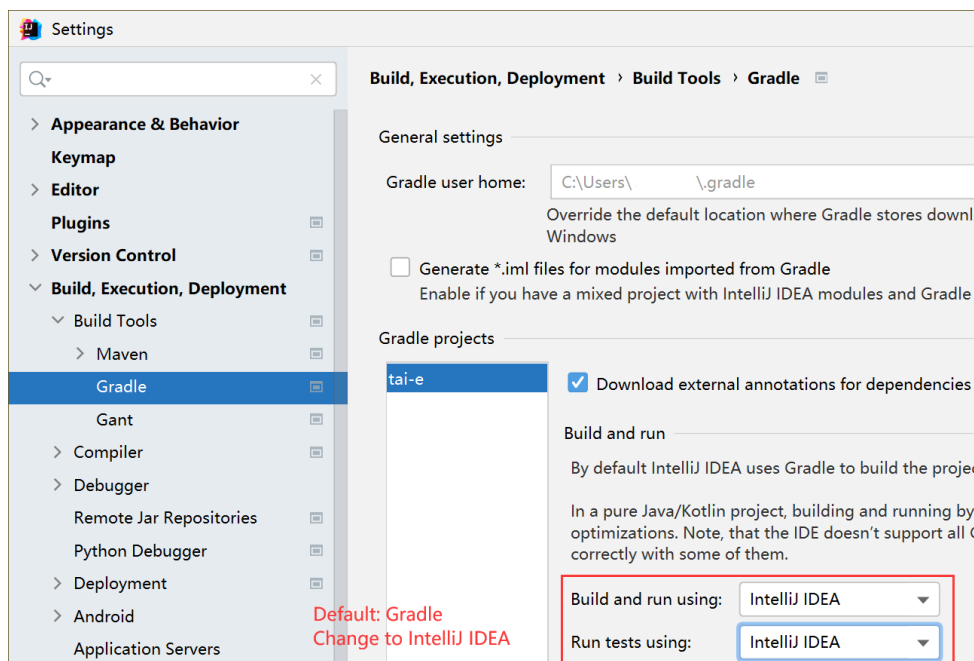 Settings
Appearance & Behavior
Keymap
Editor
Plugins
Version Control
Build, Execution, Deployment
Build Tools
Maven
Gradle
Gant
Compiler
Debugger
Remote Jar Repositories
Python Debugger
Deployment
Android
Application Servers
Build, Execution, Deployment › Build Tools › Gradle
General settings
Gradle user home: C:\Users\ \.gradle
Override the default location where Gradle stores downl
Windows
Generate *.iml files for modules imported from Gradle
Enable if you have a mixed project with IntelliJ IDEA modules and Gradle
Gradle projects
tai-e
Download external annotations for dependencies
Build and run
By default IntelliJ IDEA uses Gradle to build the projec
In a pure Java/Kotlin project, building and running by
optimizations. Note, that the IDE doesn't support all G
correctly with some of them.
Build and run using: IntelliJ IDEA
Run tests using: IntelliJ IDEA
Default: Gradle
Change to IntelliJ IDEA